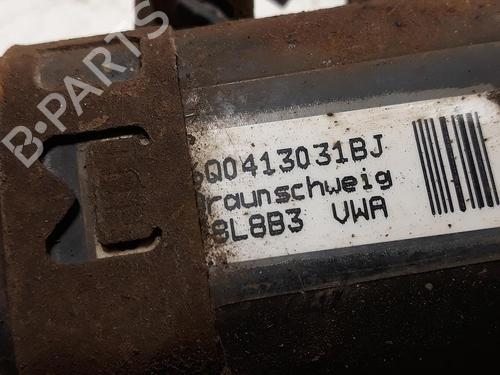 B-PARTS
6Q0413031BJ
Braunschweig
8L8B3 VWA